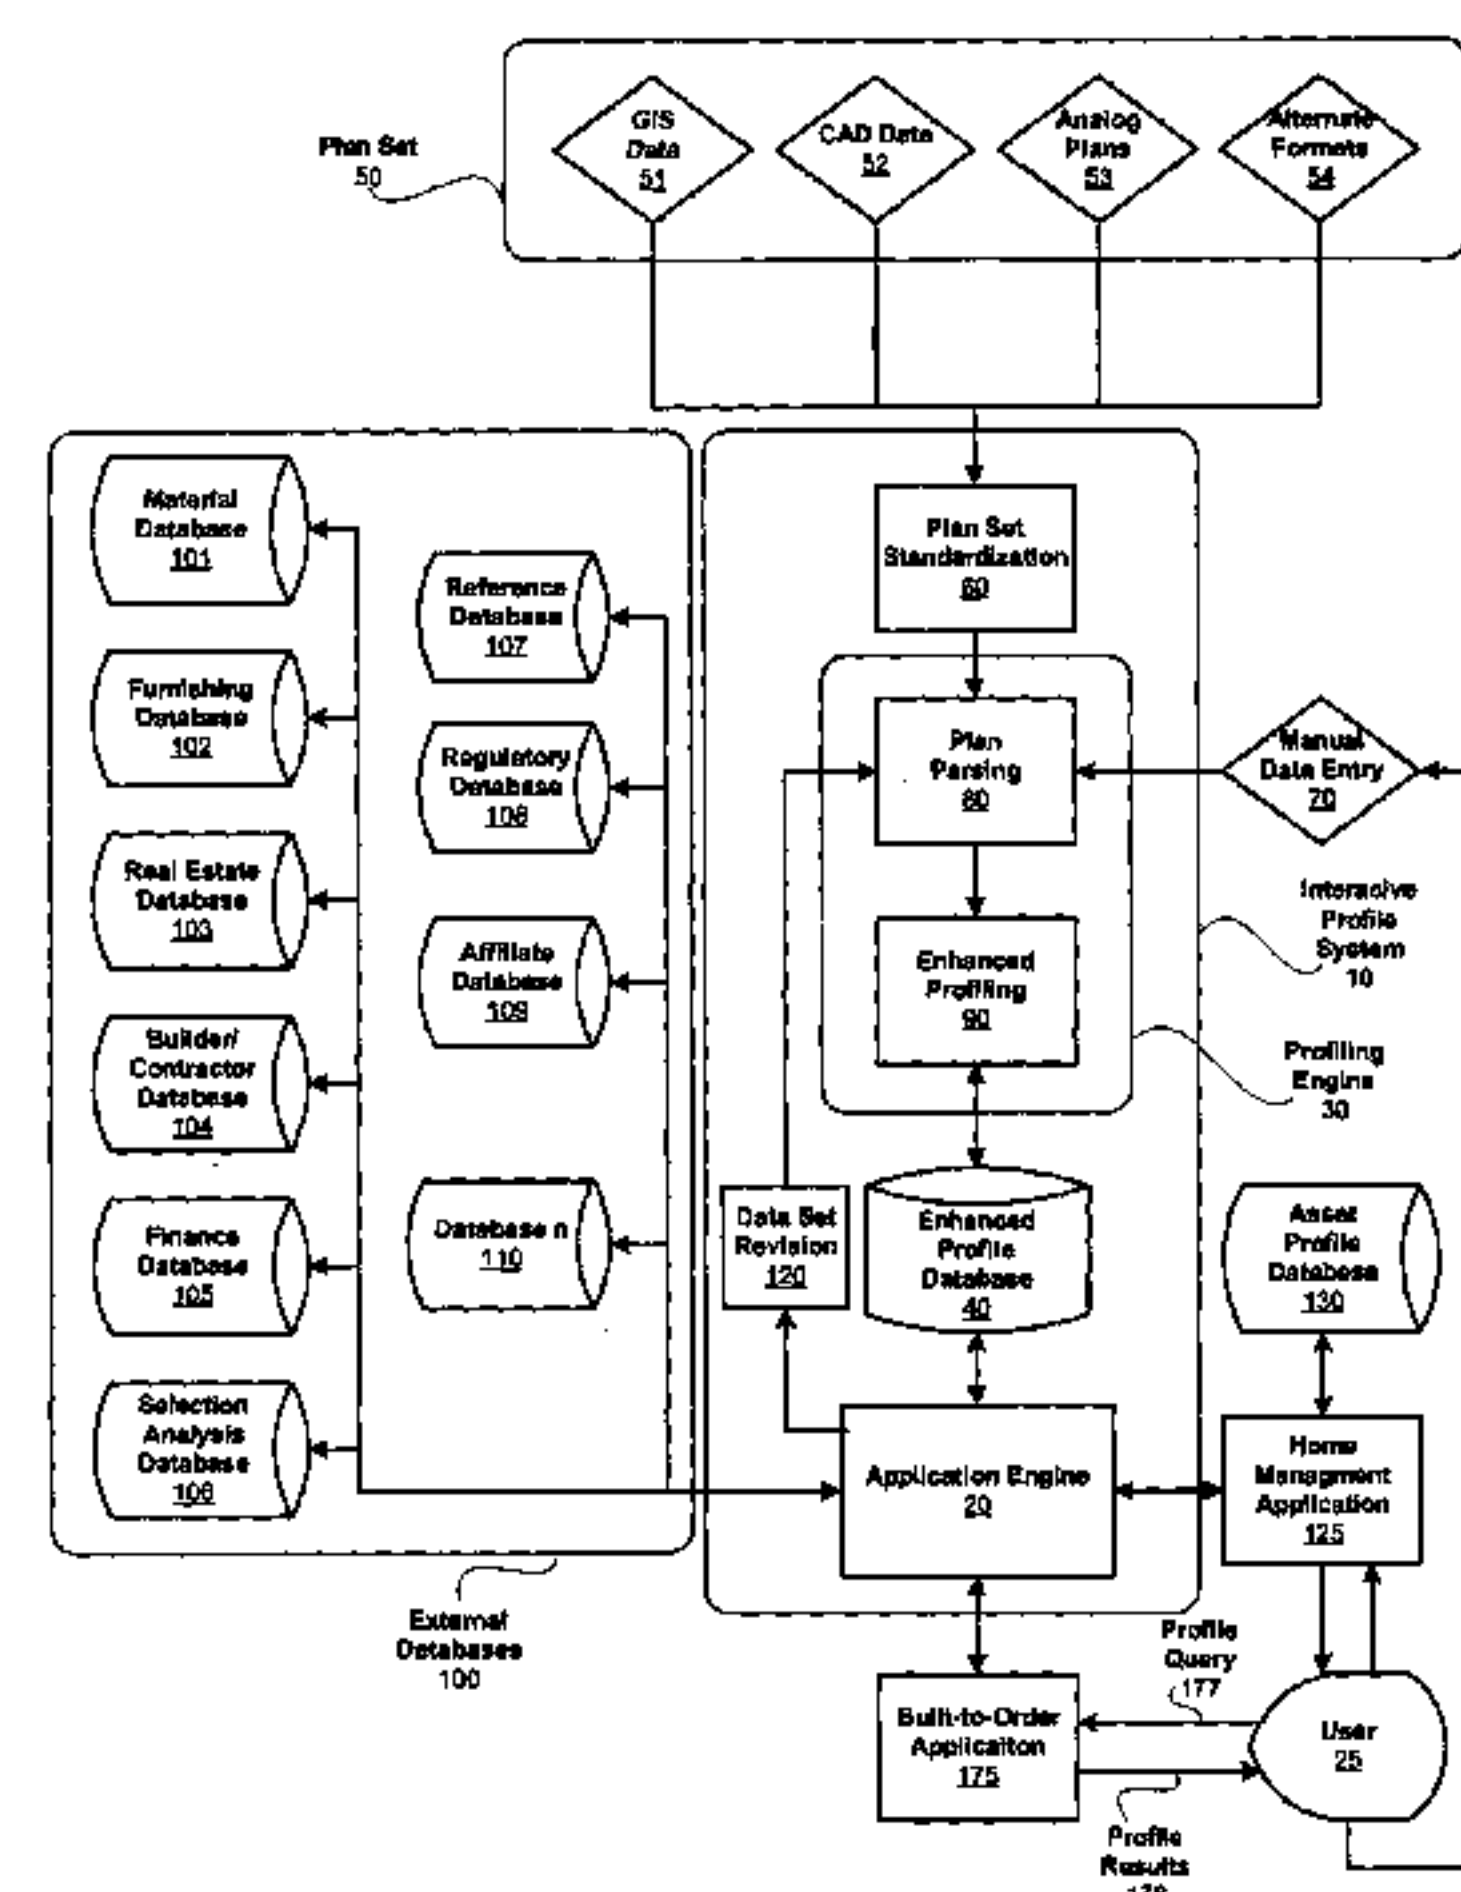 GIS
Data
51
CAD Data
52
Analog
Plans
53
Alternate
Formats
54
Plan Set
50
Material
Database
101
Reference
Database
107
Furnishing
Database
102
Regulatory
Database
108
Real Estate
Database
103
Affiliate
Database
109
Builder/
Contractor
Database
104
Finance
Database
105
Database n
110
Selection
Analysis
Database
106
External
Databases
100
Plan Set
Standardization
60
Plan
Parsing
80
Manual
Data Entry
70
Enhanced
Profiling
90
Interacive
Profile
System
10
Profiling
Engine
30
Data Set
Revision
120
Enhanced
Profile
Database
40
Asset
Profile
Database
130
Application Engine
20
Home
Managment
Application
125
Profile
Query
177
Built-to-Order
Applicaiton
175
User
25
Profile
Results